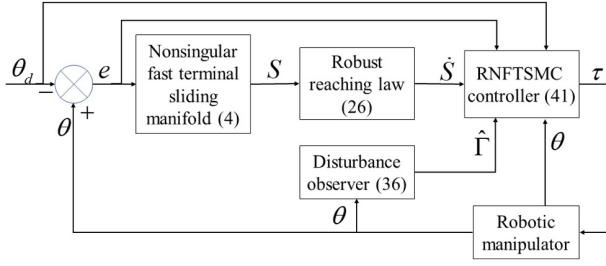 θd
−
+
e
θ
Nonsingular
fast terminal
sliding
manifold (4)
S
Robust
reaching law
(26)
Ṡ
RNFTSMC
controller (41)
τ
Γ̂
θ
Disturbance
observer (36)
θ
Robotic
manipulator